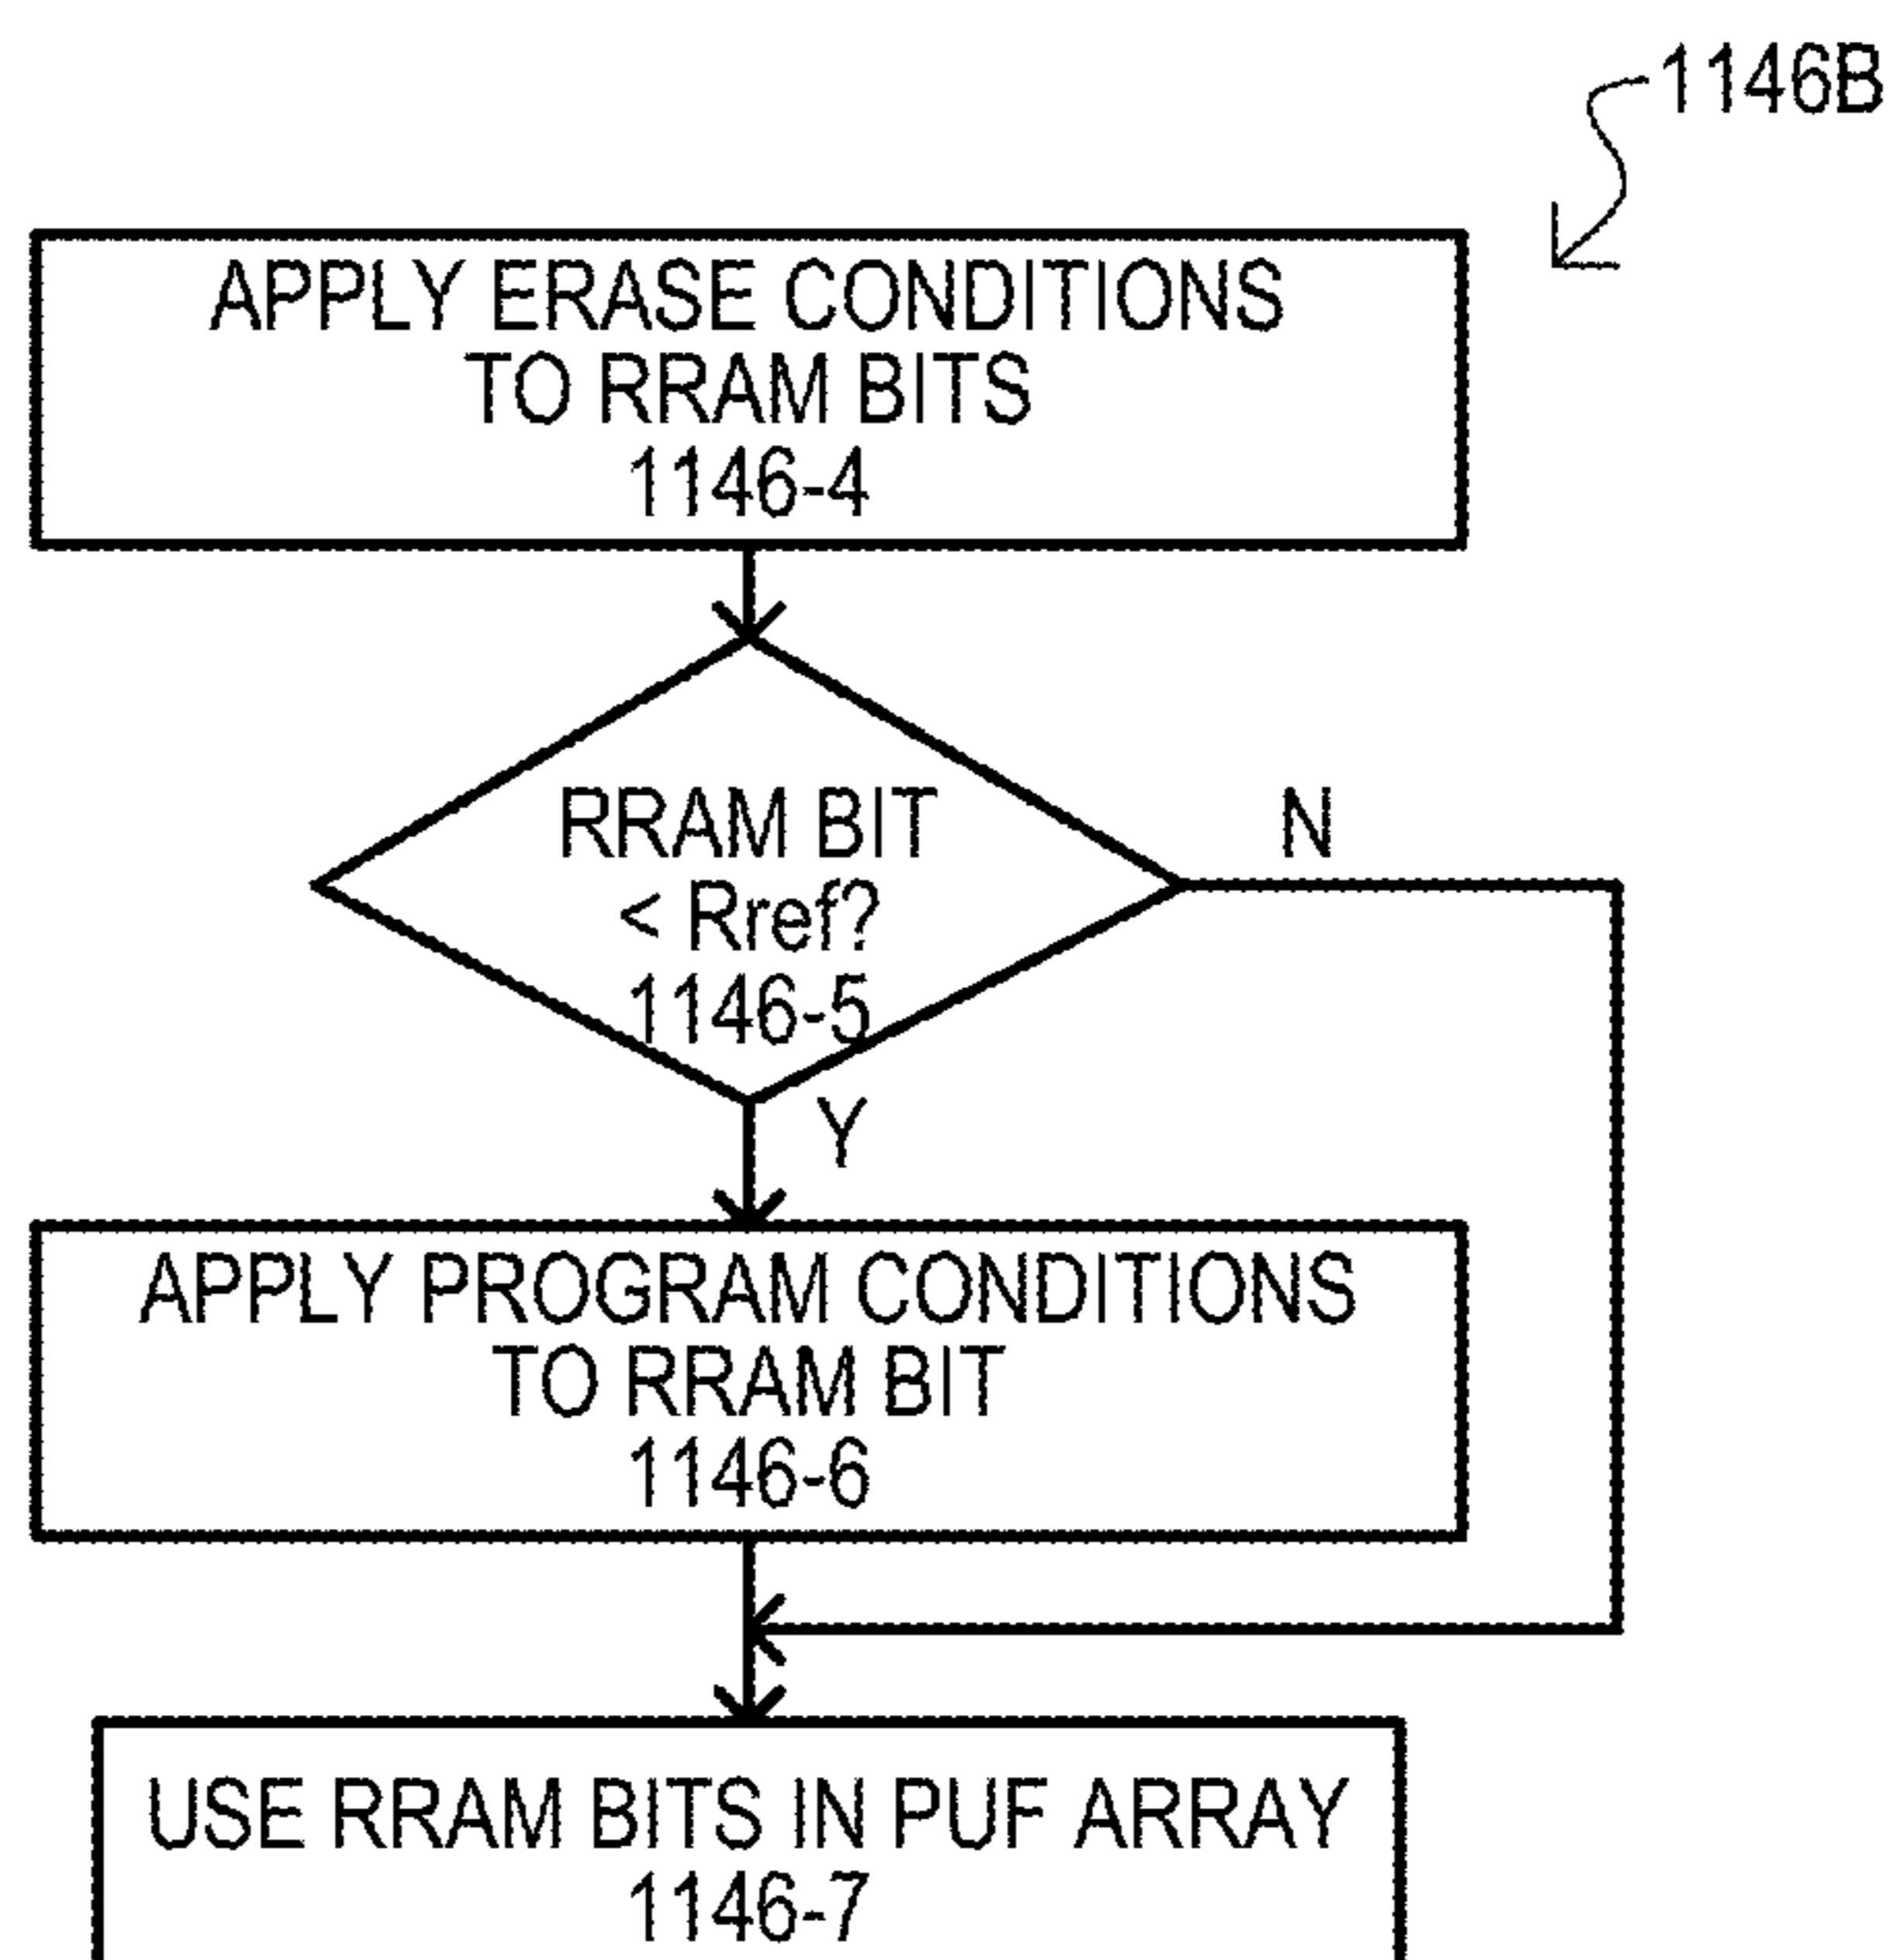 1146B
APPLY ERASE CONDITIONS
TO RRAM BITS
1146-4
RRAM BIT
< Rref?
1146-5
N
Y
APPLY PROGRAM CONDITIONS
TO RRAM BIT
1146-6
USE RRAM BITS IN PUF ARRAY
1146-7